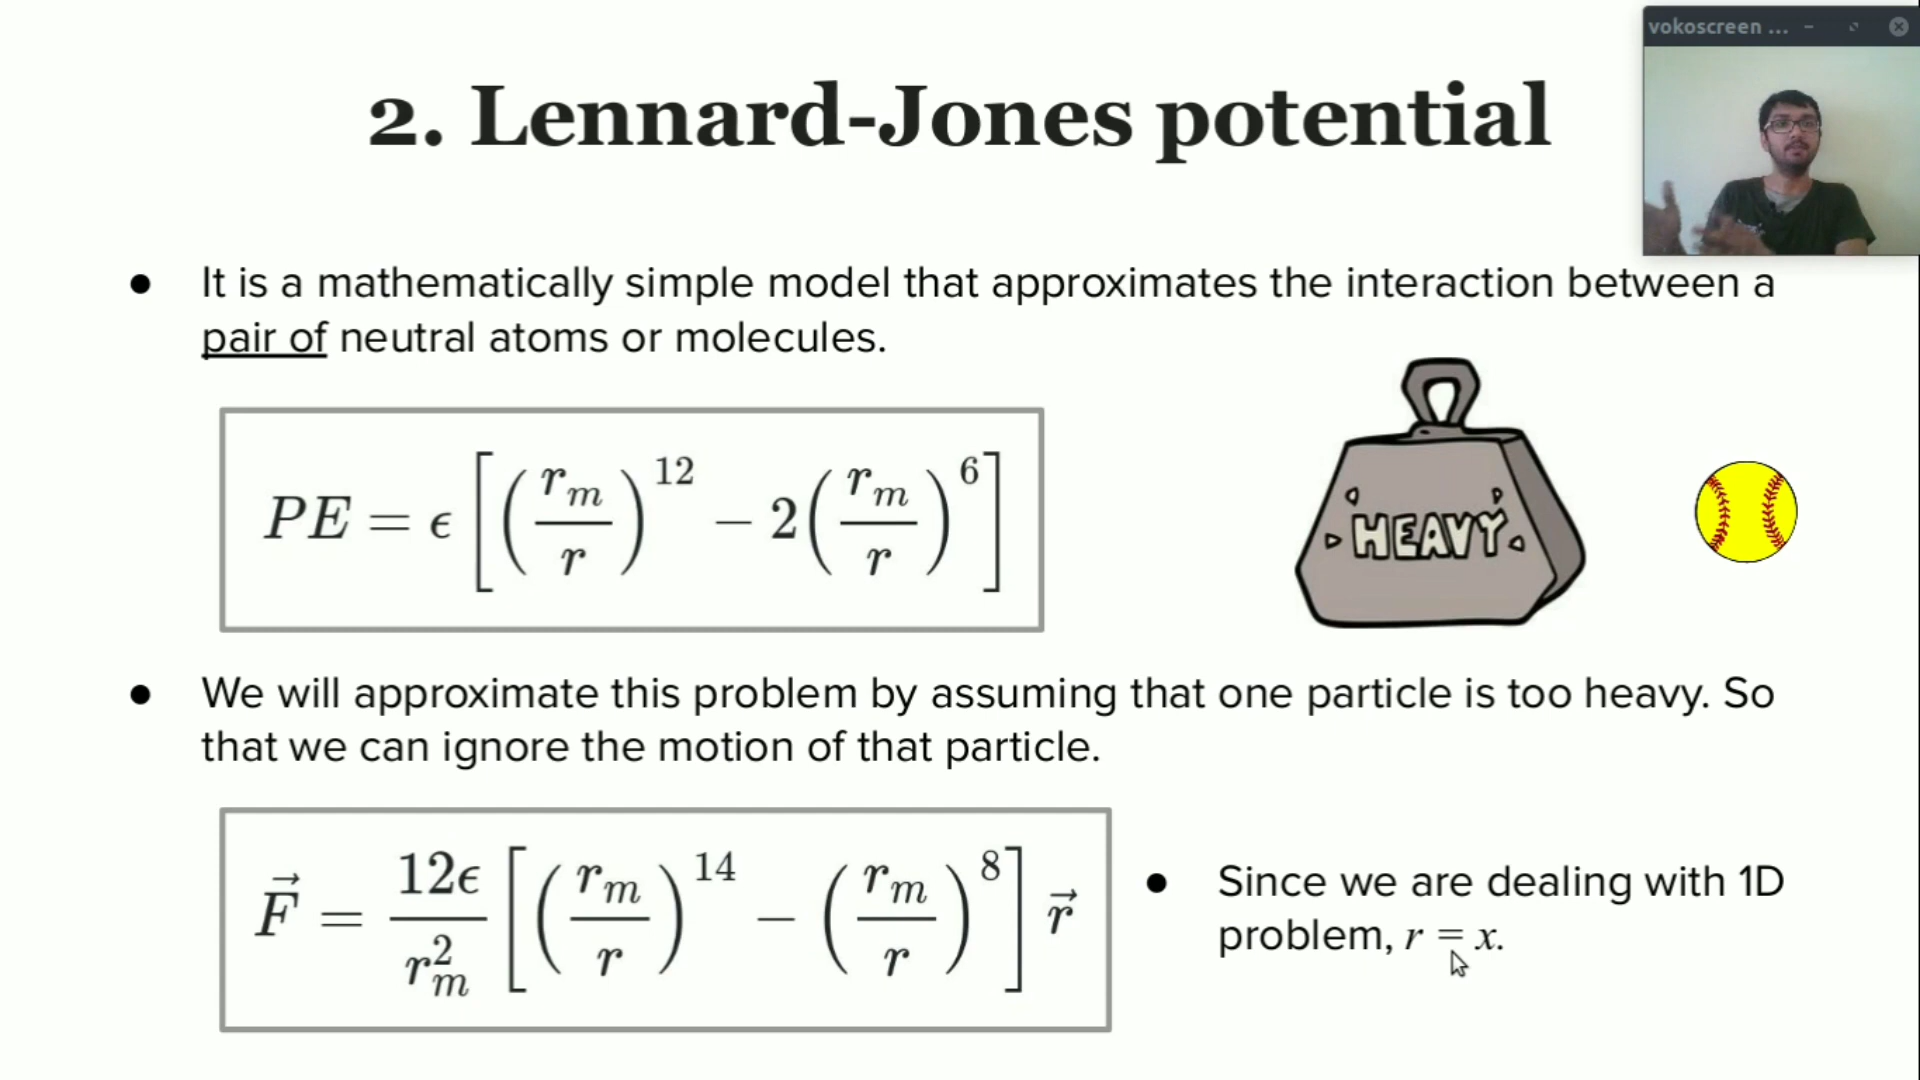 vokoscreen ...
2. Lennard-Jones potential
● It is a mathematically simple model that approximates the interaction between a
pair of neutral atoms or molecules.
PE = ϵ [(r_m/r)^12 − 2(r_m/r)^6]
HEAVY
● We will approximate this problem by assuming that one particle is too heavy. So
that we can ignore the motion of that particle.
F⃗ = 12ϵ/r_m^2 [(r_m/r)^14 − (r_m/r)^8] r⃗
● Since we are dealing with 1D
problem, r = x.